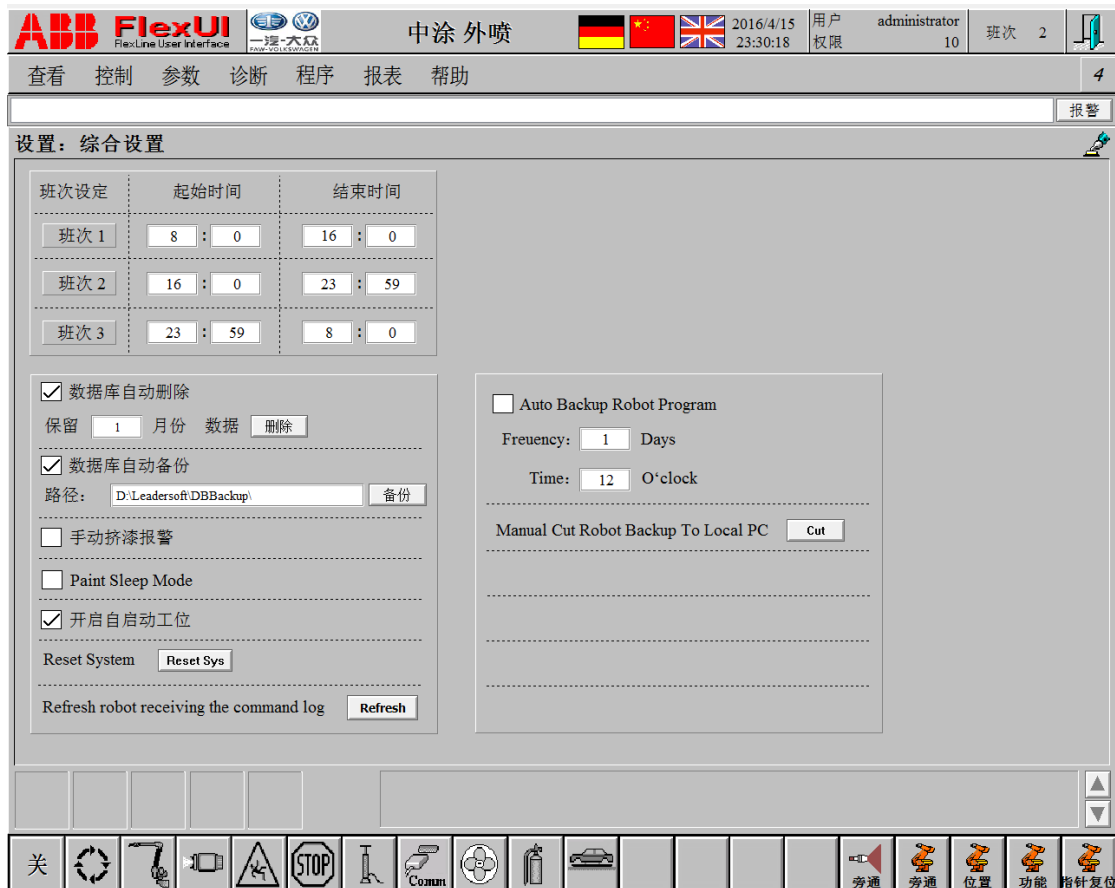 ABB FlexUI
FlexLine User Interface
一汽-大众
FAW-VOLKSWAGEN
中涂 外喷
2016/4/15
23:30:18
用户 administrator
权限 10
班次 2
查看 控制 参数 诊断 程序 报表 帮助 4
报警
设置：综合设置
班次设定 起始时间 结束时间
班次 1 8 : 0 16 : 0
班次 2 16 : 0 23 : 59
班次 3 23 : 59 8 : 0
数据库自动删除
保留 1 月份 数据 删除
数据库自动备份
路径： D:\Leadersoft\DBBackup\ 备份
手动挤漆报警
Paint Sleep Mode
开启自启动工位
Reset System Reset Sys
Refresh robot receiving the command log Refresh
Auto Backup Robot Program
Freuency: 1 Days
Time: 12 O‘clock
Manual Cut Robot Backup To Local PC Cut
关 STOP Comm 旁通 旁通 位置 功能 指针复位